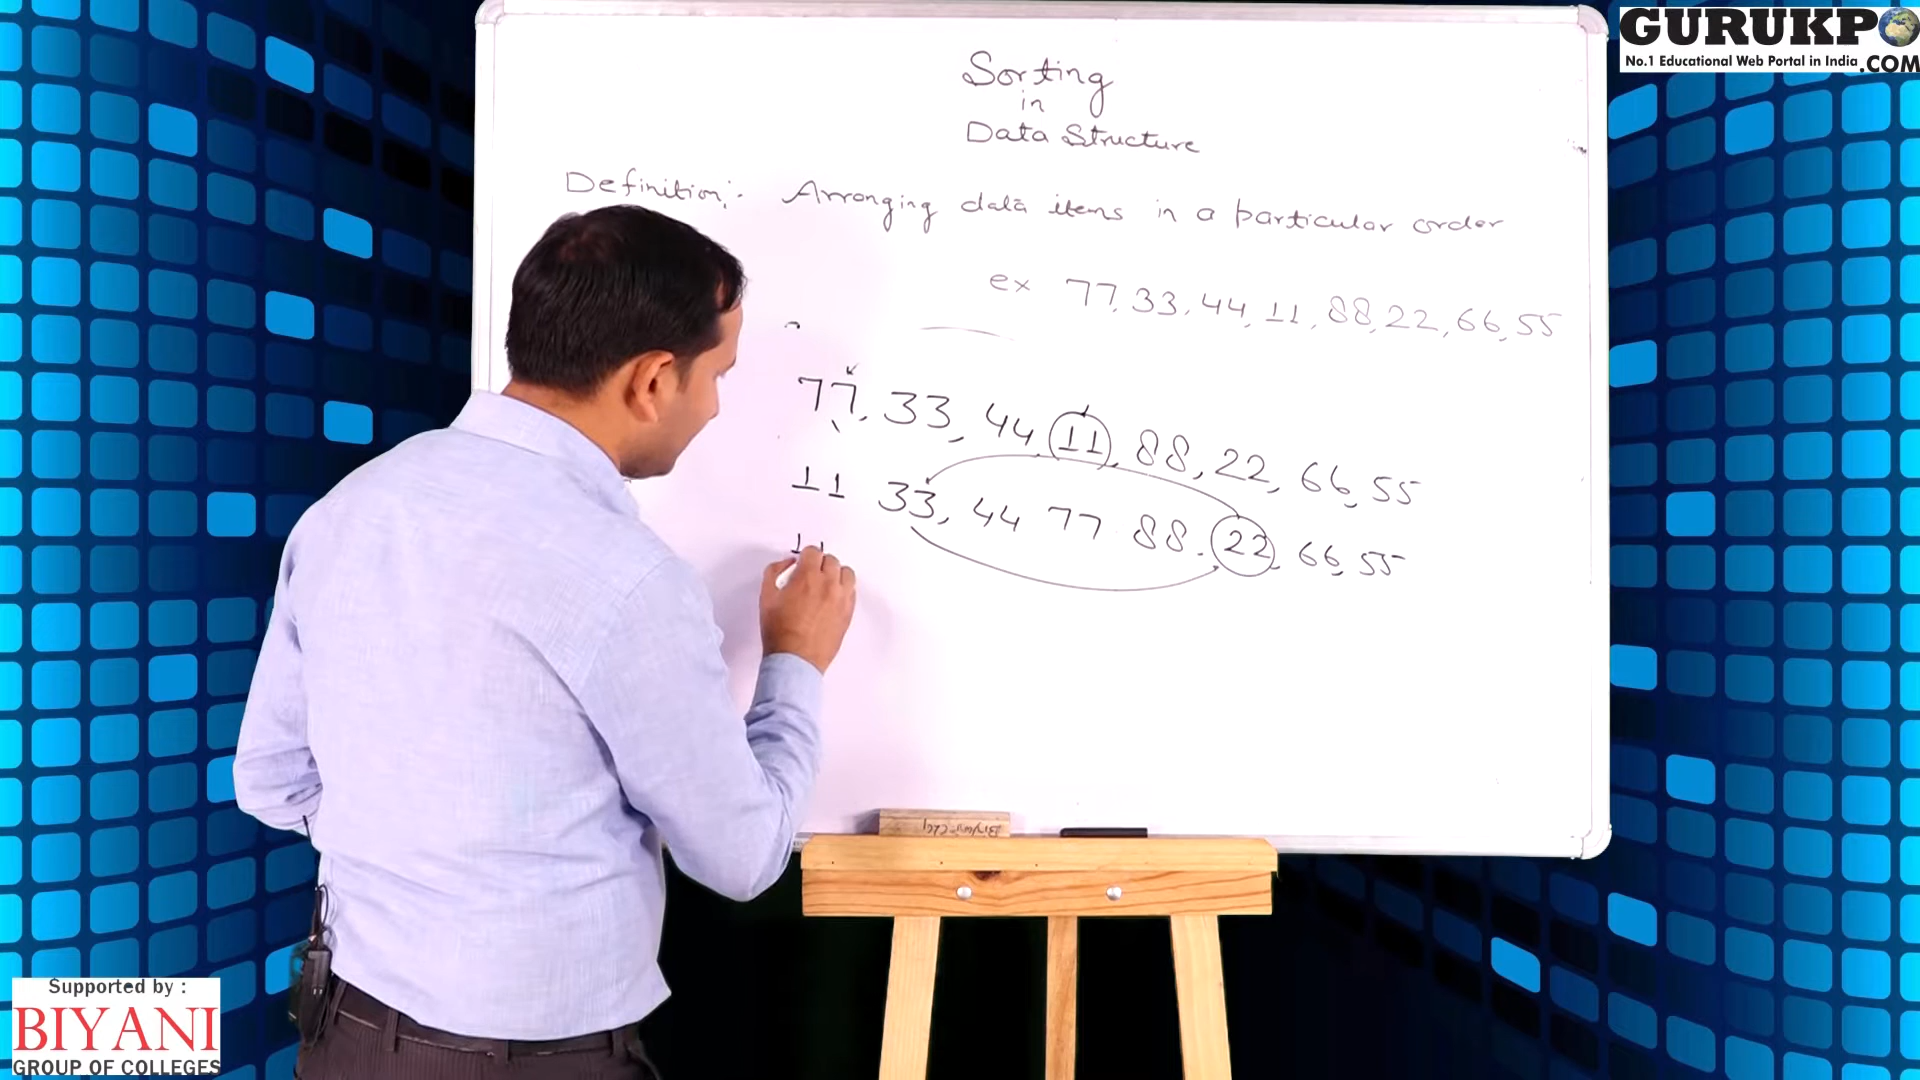 GURUKPO
No.1 Educational Web Portal in India .COM
Sorting
in
Data Structure
Definition:- Arranging data items in a particular order
ex 77, 33, 44, 11, 88, 22, 66, 55
77, 33, 44, 11, 88, 22, 66, 55
11 33, 44 77 88, 22, 66, 55
11
Supported by :
BIYANI
GROUP OF COLLEGES